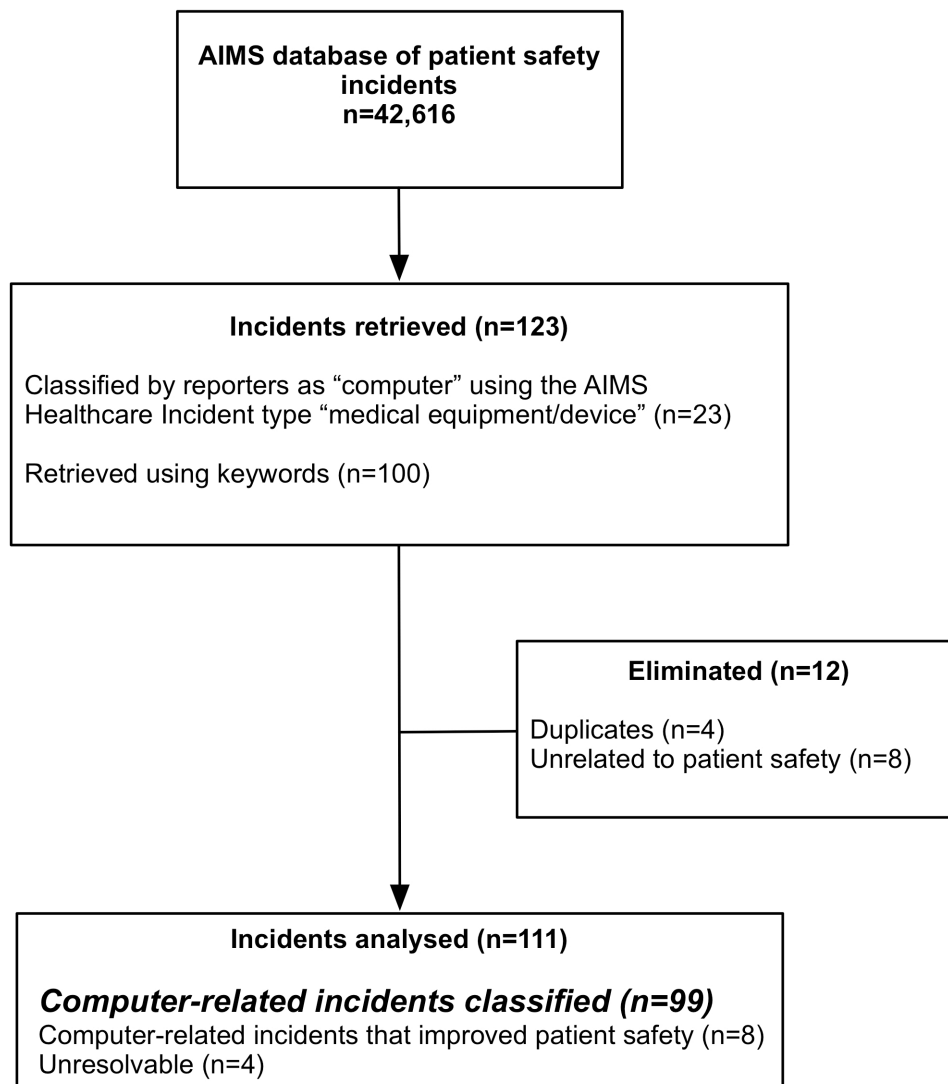 AIMS database of patient safety
incidents
n=42,616
Incidents retrieved (n=123)
Classified by reporters as “computer” using the AIMS
Healthcare Incident type “medical equipment/device” (n=23)
Retrieved using keywords (n=100)
Eliminated (n=12)
Duplicates (n=4)
Unrelated to patient safety (n=8)
Incidents analysed (n=111)
Computer-related incidents classified (n=99)
Computer-related incidents that improved patient safety (n=8)
Unresolvable (n=4)